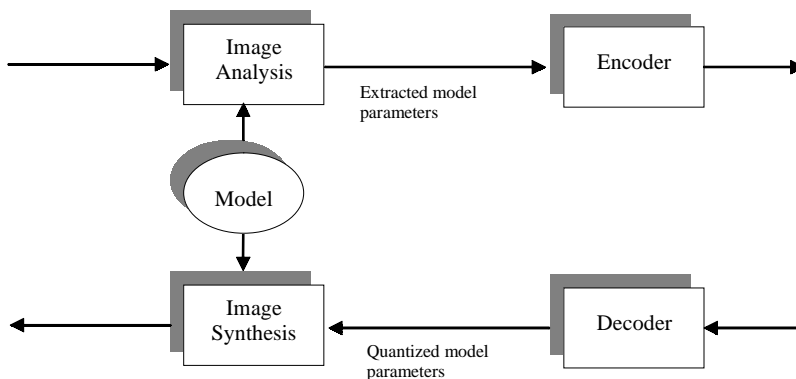 Image
Analysis
Encoder
Extracted model
parameters
Model
Image
Synthesis
Decoder
Quantized model
parameters